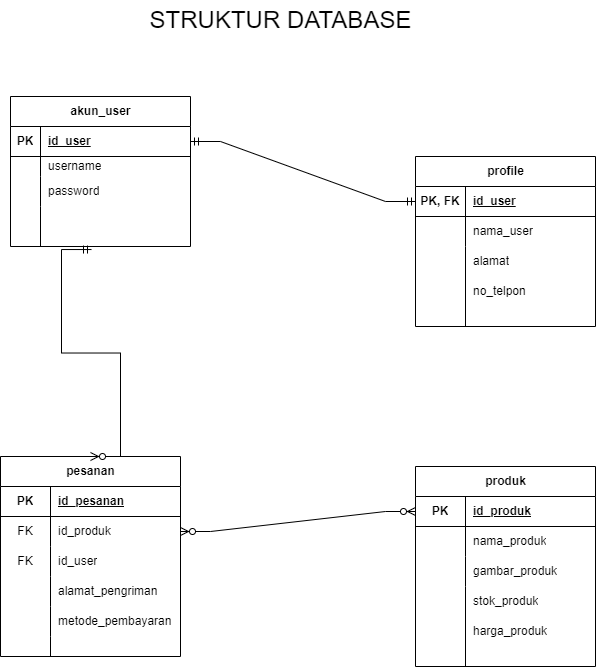 STRUKTUR DATABASE
akun_user
PK id_user
username
password
profile
PK, FK id_user
nama_user
alamat
no_telpon
pesanan
PK id_pesanan
FK id_produk
FK id_user
alamat_pengriman
metode_pembayaran
produk
PK id_produk
nama_produk
gambar_produk
stok_produk
harga_produk